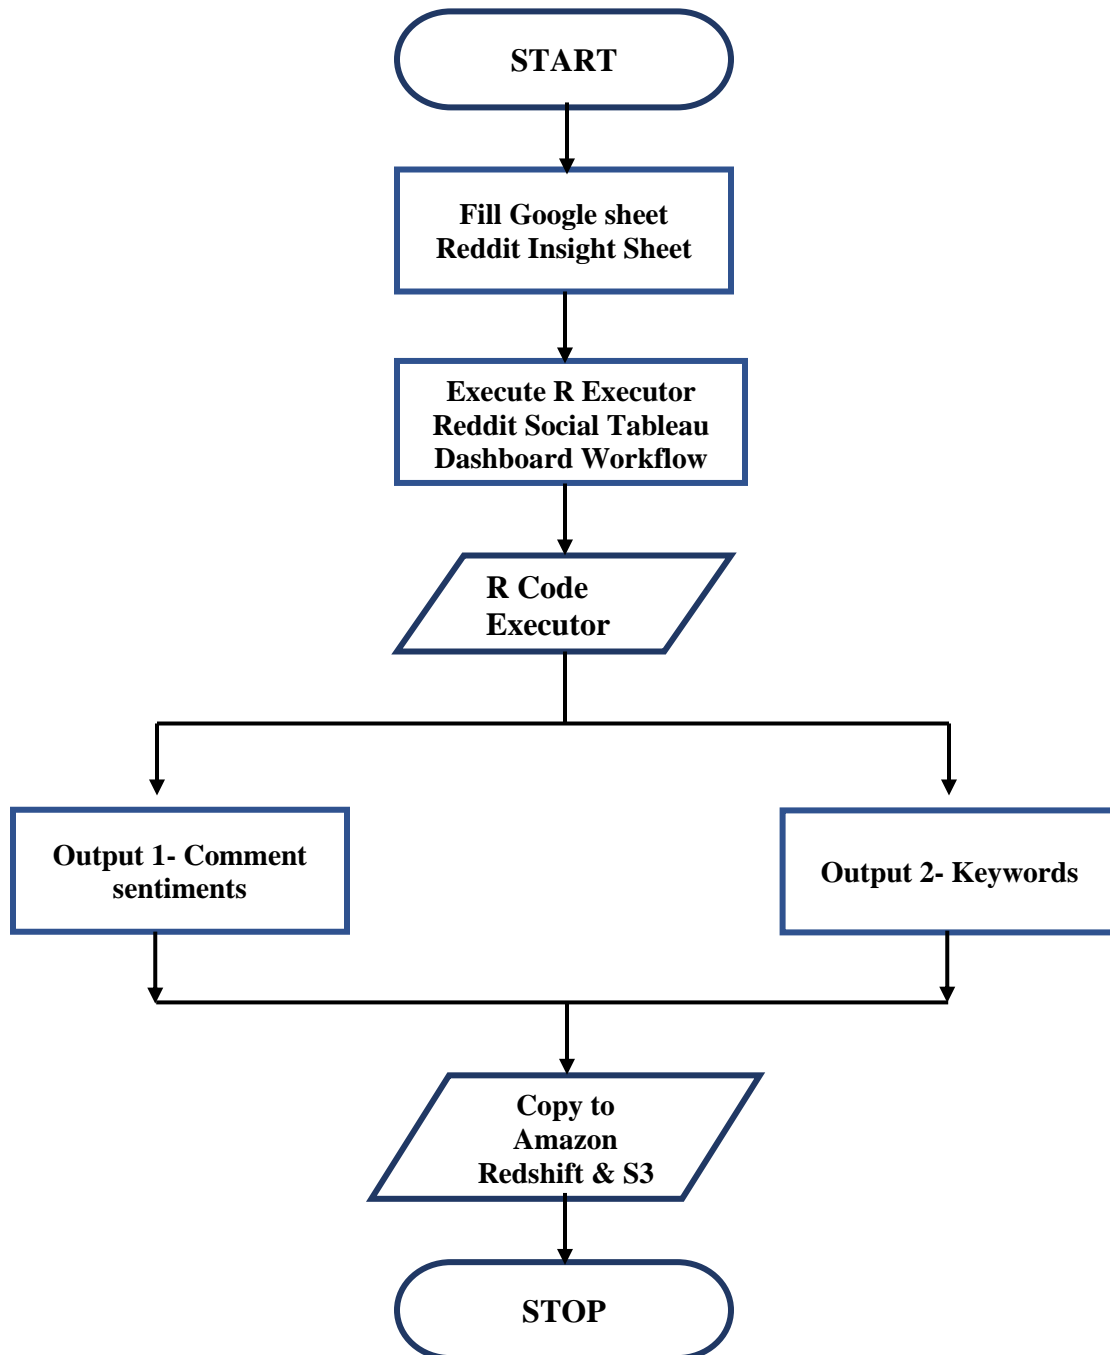 START
Fill Google sheet
Reddit Insight Sheet
Execute R Executor
Reddit Social Tableau
Dashboard Workflow
R Code
Executor
Output 1- Comment
sentiments
Output 2- Keywords
Copy to
Amazon
Redshift & S3
STOP